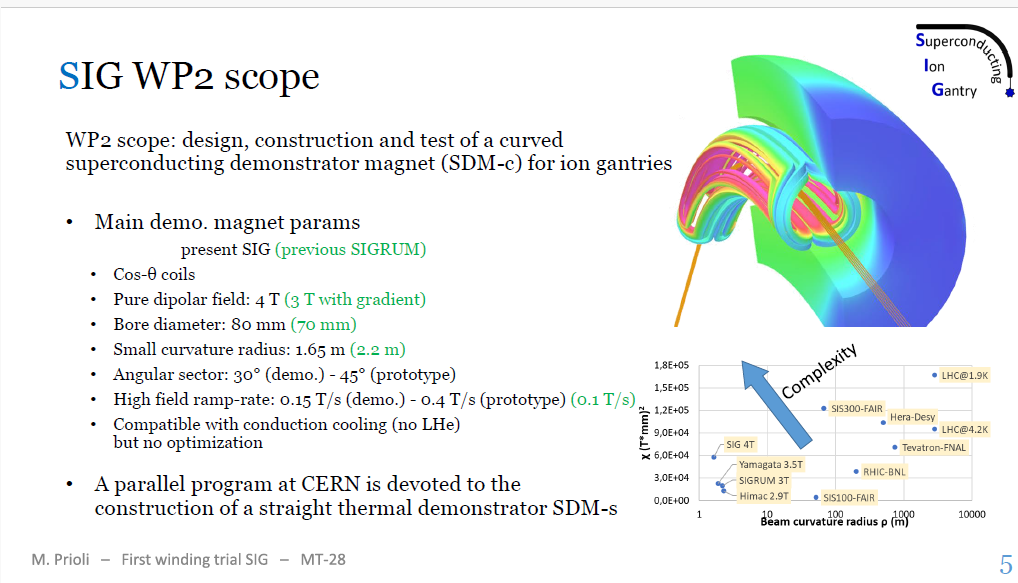 SIG WP2 scope
Superconducting
Ion
Gantry
WP2 scope: design, construction and test of a curved
superconducting demonstrator magnet (SDM-c) for ion gantries
• Main demo. magnet params
present SIG (previous SIGRUM)
• Cos-θ coils
• Pure dipolar field: 4 T (3 T with gradient)
• Bore diameter: 80 mm (70 mm)
• Small curvature radius: 1.65 m (2.2 m)
• Angular sector: 30° (demo.) - 45° (prototype)
• High field ramp-rate: 0.15 T/s (demo.) - 0.4 T/s (prototype) (0.1 T/s)
• Compatible with conduction cooling (no LHe)
but no optimization
• A parallel program at CERN is devoted to the
construction of a straight thermal demonstrator SDM-s
χ (T*mm)²
1,8E+05
1,5E+05
1,2E+05
9,0E+04
6,0E+04
3,0E+04
0,0E+00
Complexity
LHC@1.9K
SIS300-FAIR
Hera-Desy
LHC@4.2K
SIG 4T
Tevatron-FNAL
Yamagata 3.5T
RHIC-BNL
SIGRUM 3T
Himac 2.9T
SIS100-FAIR
1 10 100 1000 10000
Beam curvature radius ρ (m)
M. Prioli – First winding trial SIG – MT-28
5